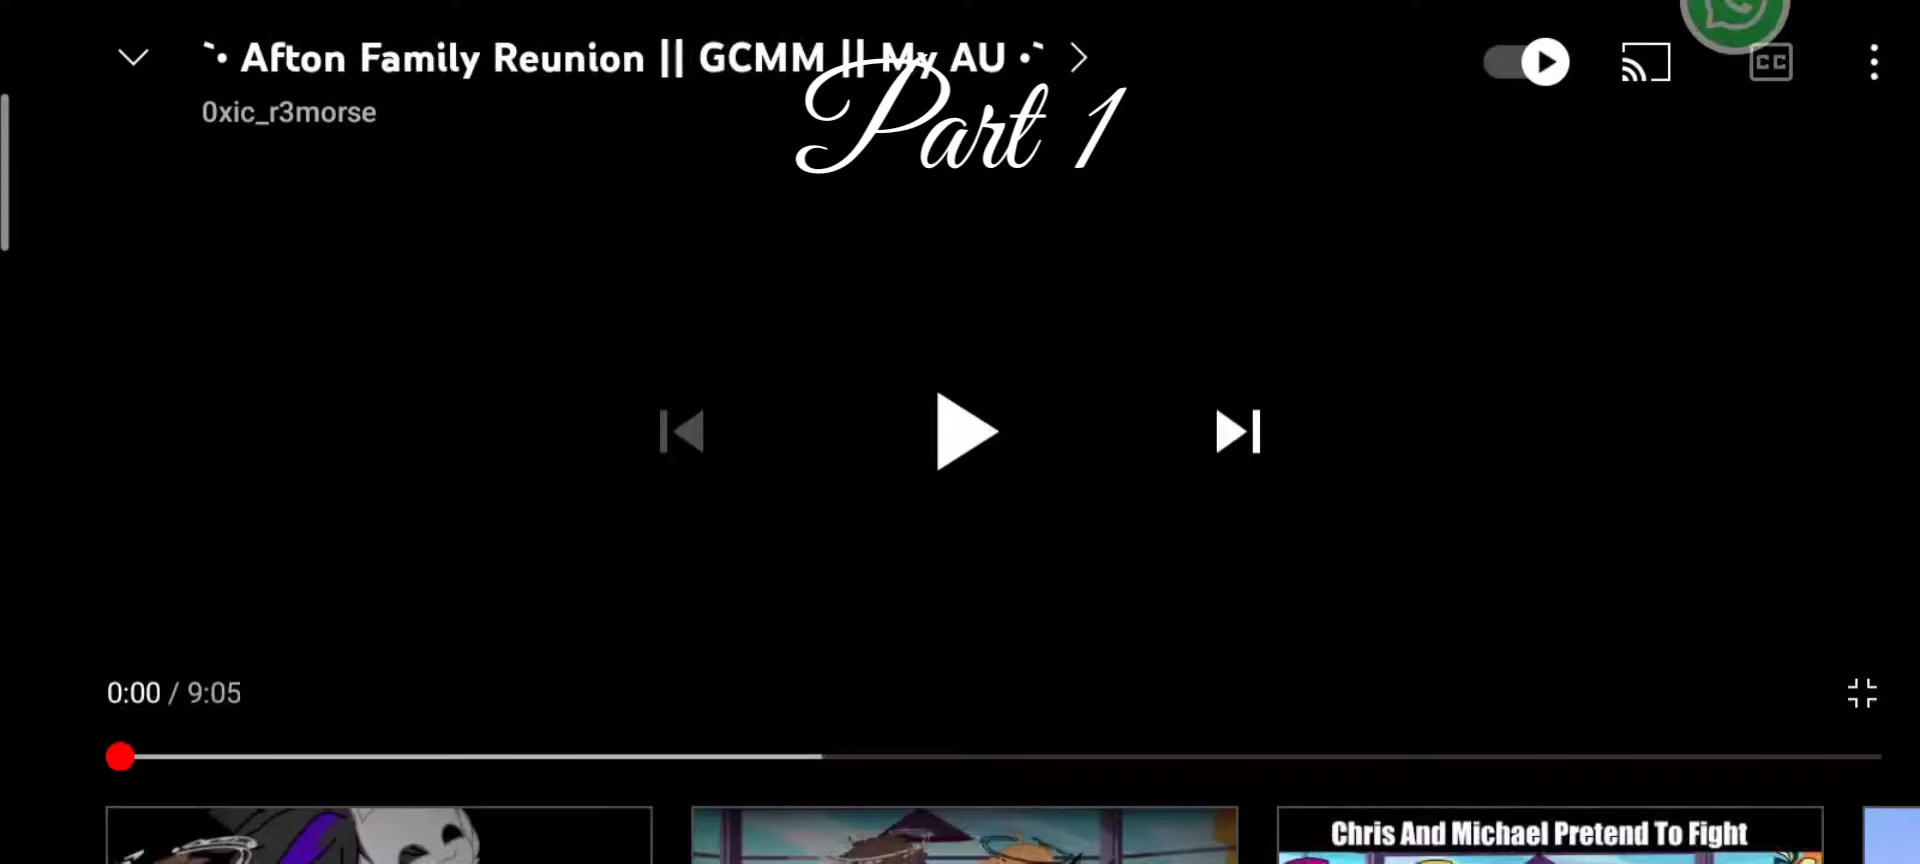 `• Afton Family Reunion || GCMM || My AU •`
0xic_r3morse
Part 1
CC
0:00 / 9:05
Chris And Michael Pretend To Fight